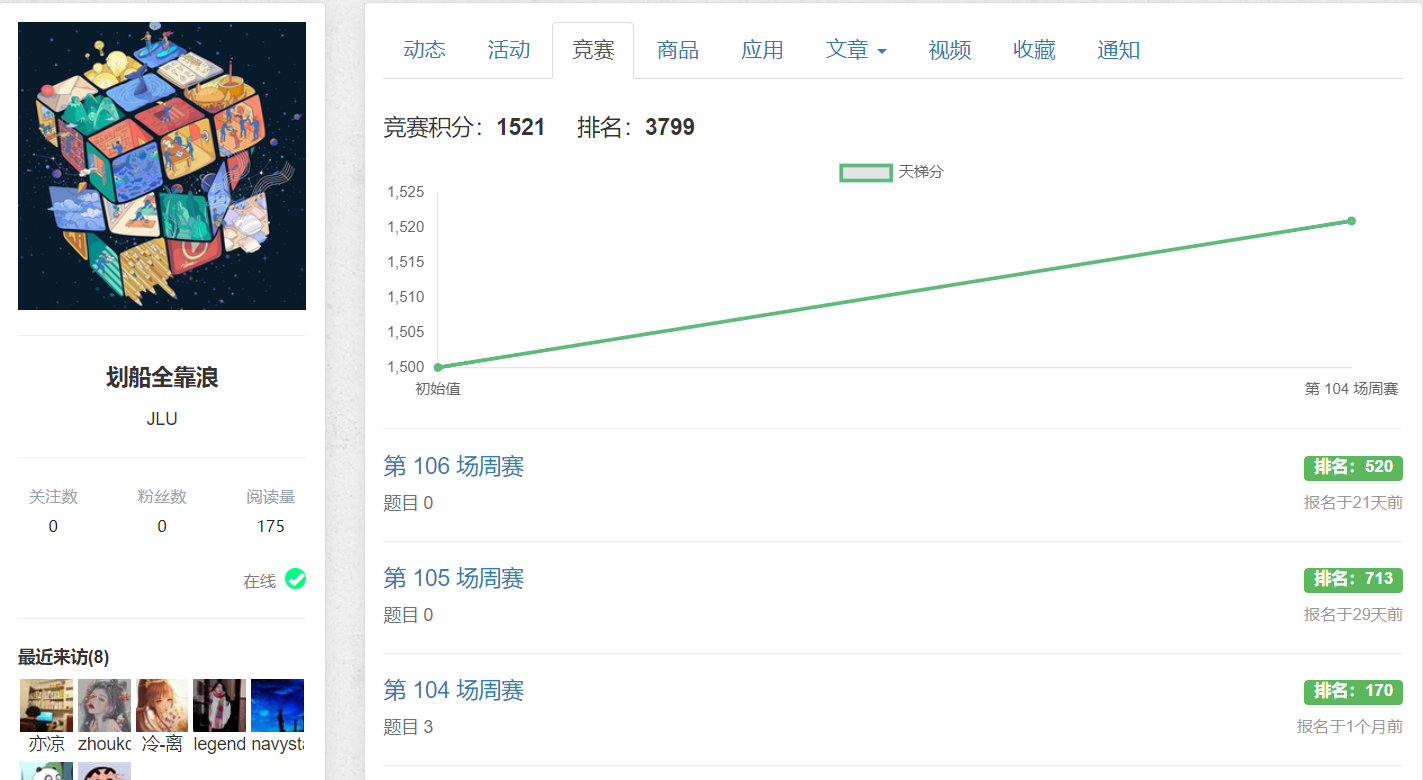 动态 活动 竞赛 商品 应用 文章 视频 收藏 通知
竞赛积分：1521 排名：3799
天梯分
1,525
1,520
1,515
1,510
1,505
1,500
初始值 第 104 场周赛
第 106 场周赛 排名：520
题目 0 报名于21天前
第 105 场周赛 排名：713
题目 0 报名于29天前
第 104 场周赛 排名：170
题目 3 报名于1个月前
划船全靠浪
JLU
关注数 粉丝数 阅读量
0 0 175
在线
最近来访(8)
亦凉 zhoukc 冷-离 legend navysta